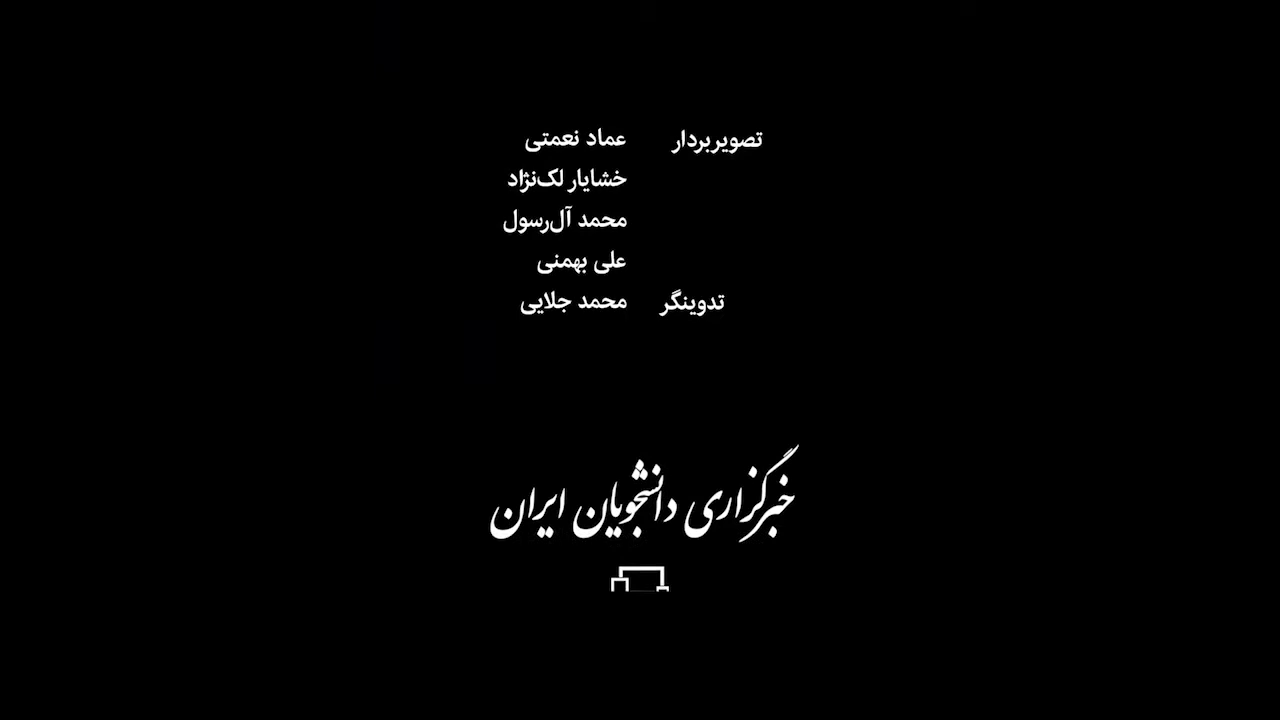 تصویربردار عماد نعمتی
خشایار لک‌نژاد
محمد آل‌رسول
علی بهمنی
تدوینگر محمد جلایی
خبرگزاری دانشجویان ایران